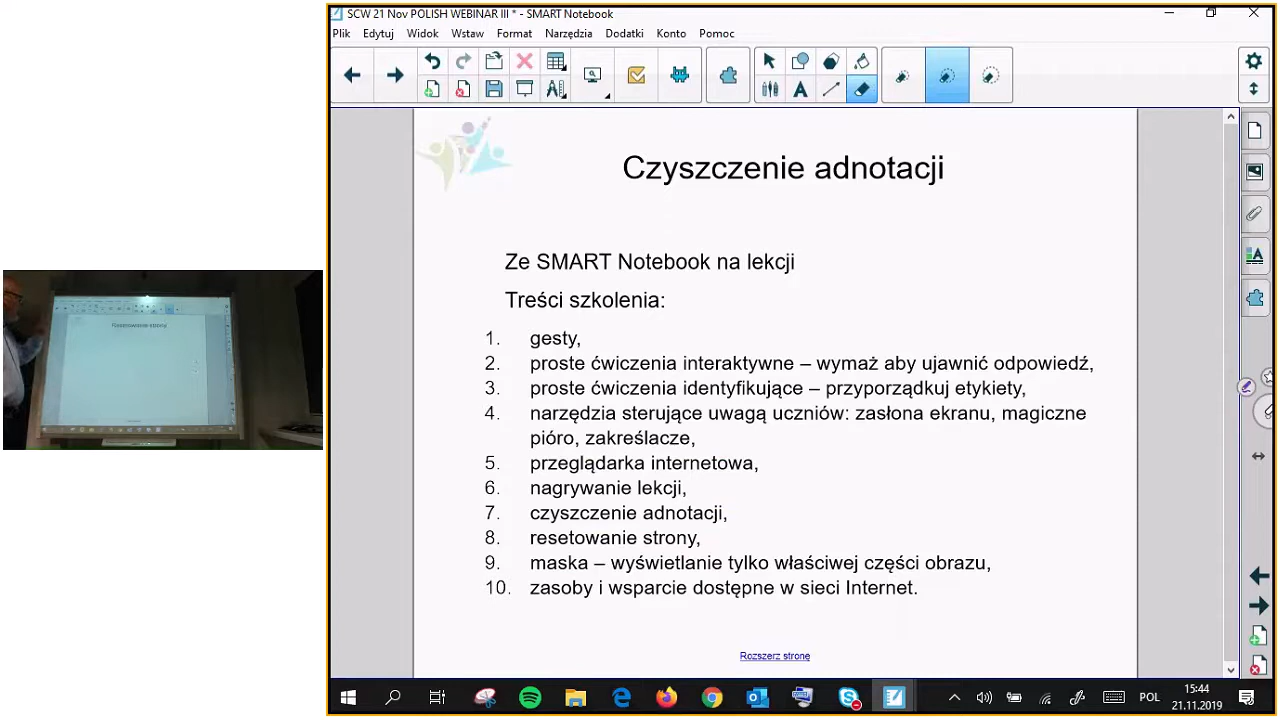 SCW 21 Nov POLISH WEBINAR III * - SMART Notebook
Plik Edytuj Widok Wstaw Format Narzędzia Dodatki Konto Pomoc
Czyszczenie adnotacji
Ze SMART Notebook na lekcji
Treści szkolenia:
1. gesty,
2. proste ćwiczenia interaktywne – wymaż aby ujawnić odpowiedź,
3. proste ćwiczenia identyfikujące – przyporządkuj etykiety,
4. narzędzia sterujące uwagą uczniów: zasłona ekranu, magiczne
pióro, zakreślacze,
5. przeglądarka internetowa,
6. nagrywanie lekcji,
7. czyszczenie adnotacji,
8. resetowanie strony,
9. maska – wyświetlanie tylko właściwej części obrazu,
10. zasoby i wsparcie dostępne w sieci Internet.
Rozszerz stronę
POL
15:44
21.11.2019
Resetowanie strony